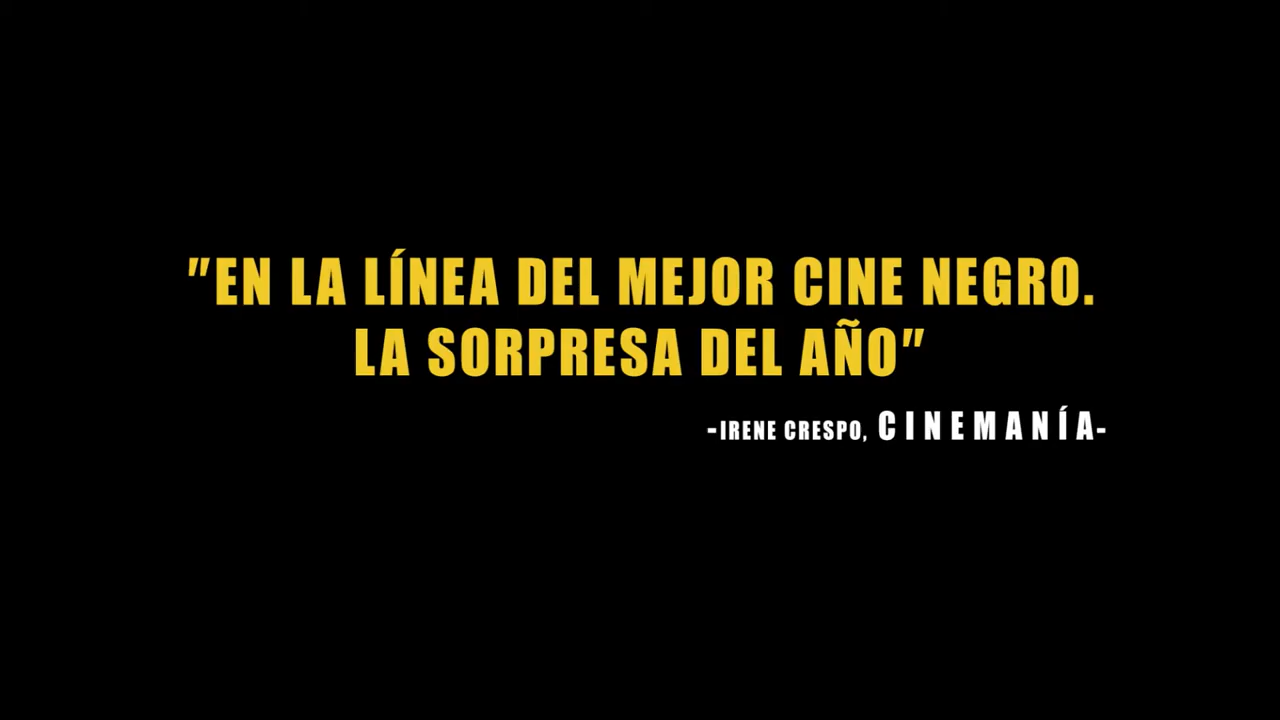 "EN LA LÍNEA DEL MEJOR CINE NEGRO.
LA SORPRESA DEL AÑO"
-IRENE CRESPO, CINEMANÍA-